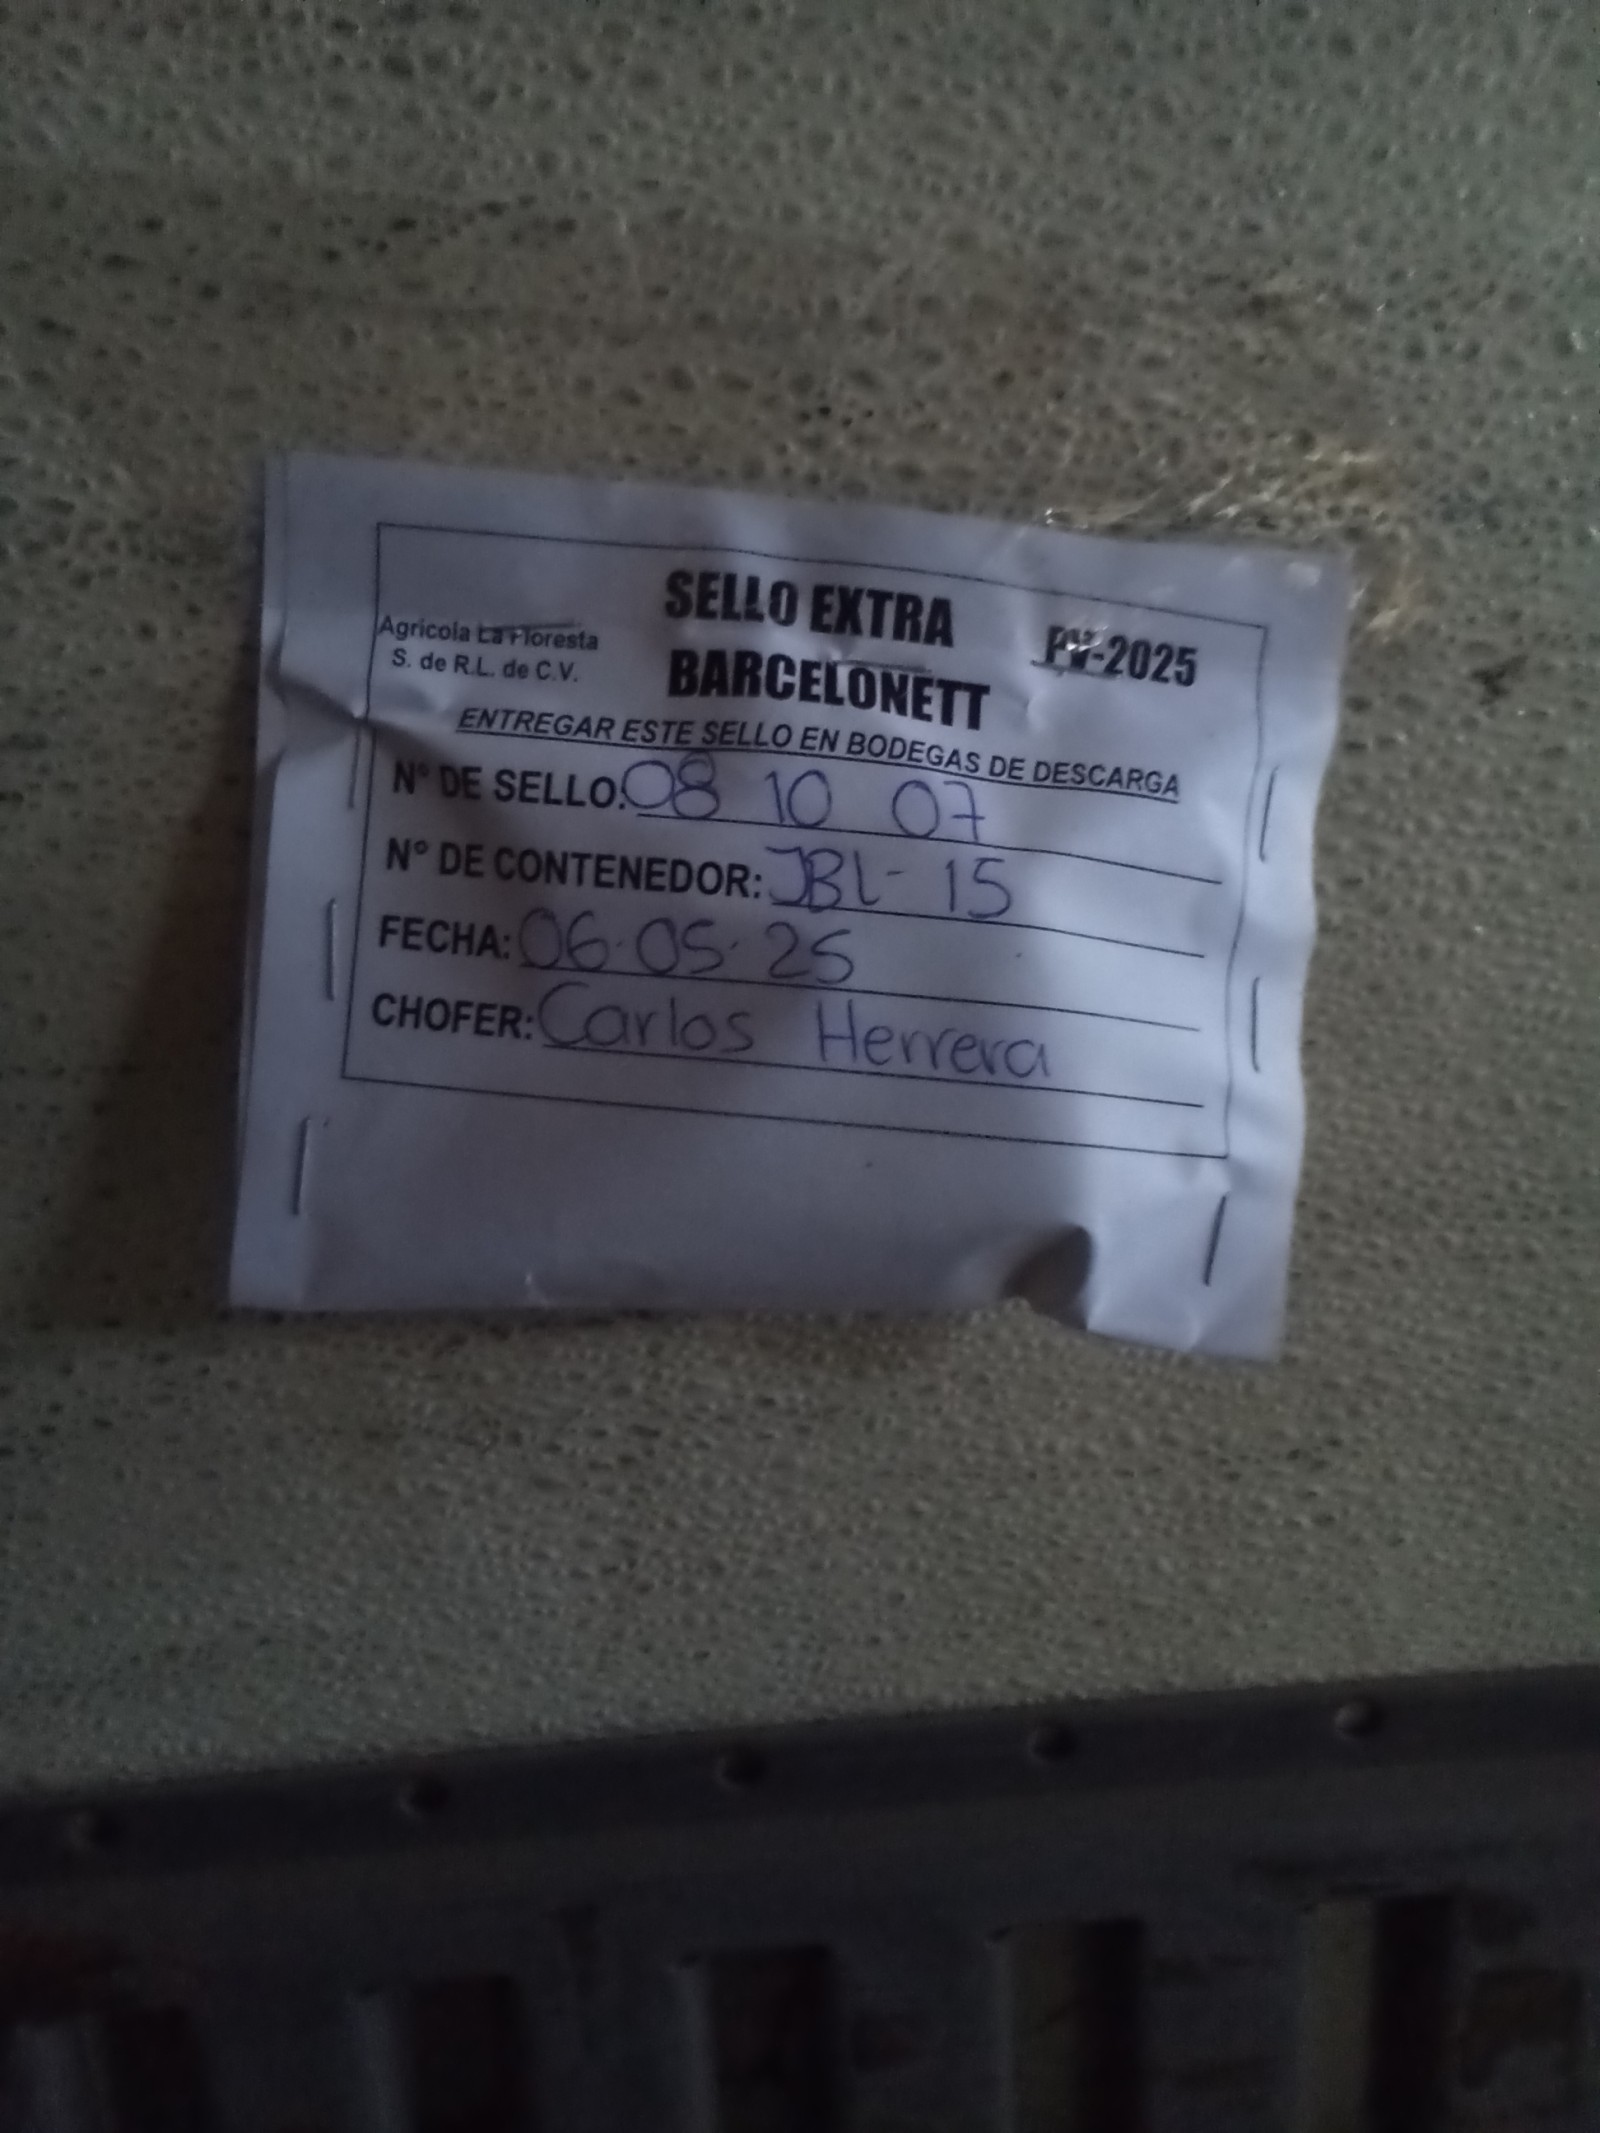 SELLO EXTRA
BARCELONETT
Agricola La Floresta
S. de R.L. de C.V.
PV-2025
ENTREGAR ESTE SELLO EN BODEGAS DE DESCARGA
N° DE SELLO: 08 10 07
N° DE CONTENEDOR: JBL- 15
FECHA: 06.05.25
CHOFER: Carlos Herrera